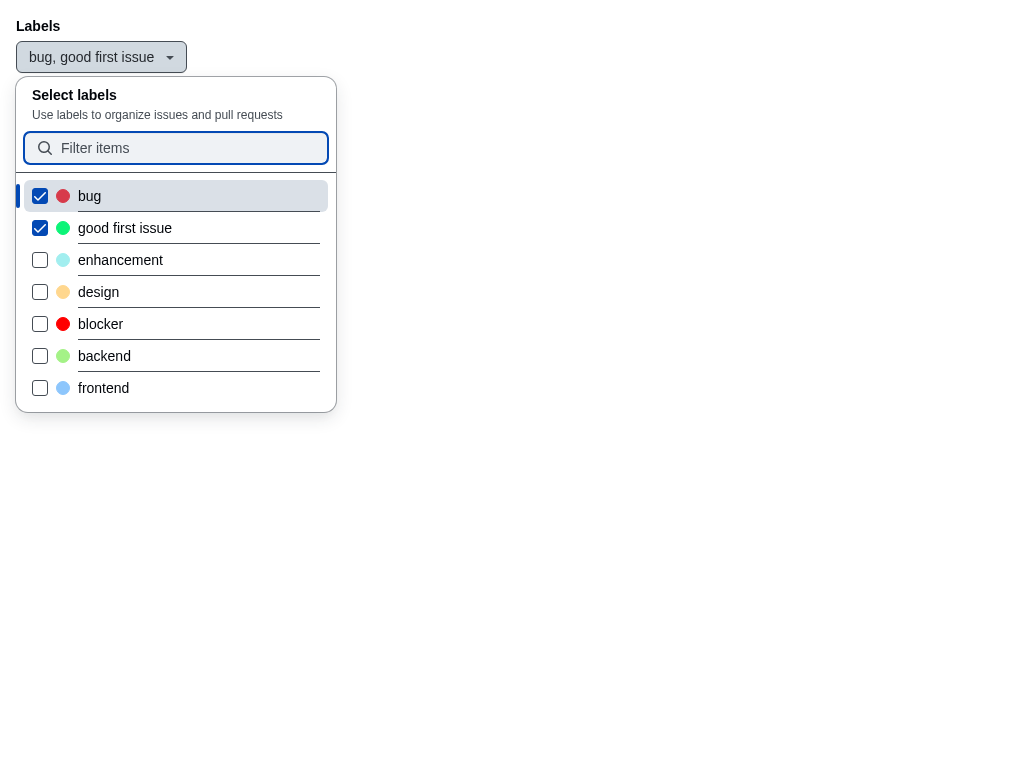 Labels
bug, good first issue
Select labels
Use labels to organize issues and pull requests
Filter items
bug
good first issue
enhancement
design
blocker
backend
frontend